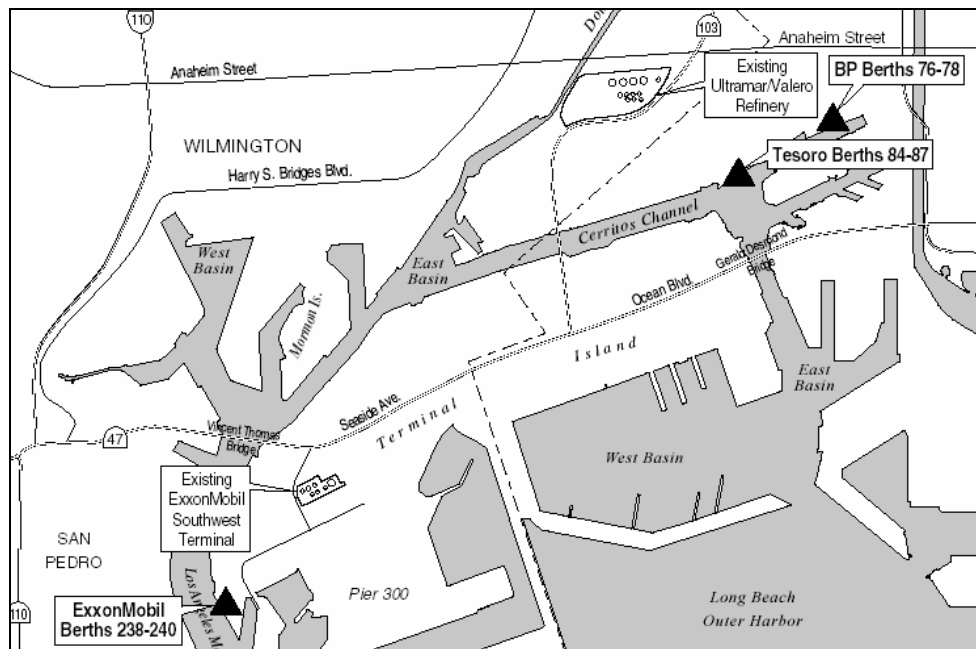 110
103
Anaheim Street
Anaheim Street
Existing
Ultramar/Valero
Refinery
BP Berths 76-78
WILMINGTON
Harry S. Bridges Blvd.
Tesoro Berths 84-87
Cerritos Channel
West
Basin
East
Basin
Gerald Desmond
Bridge
Ocean Blvd.
Mormon Is.
Island
Terminal
Seaside Ave.
East
Basin
Vincent Thomas
Bridge
47
West Basin
Existing
ExxonMobil
Southwest
Terminal
SAN
PEDRO
Pier 300
Los Angeles
ExxonMobil
Berths 238-240
110
Long Beach
Outer Harbor